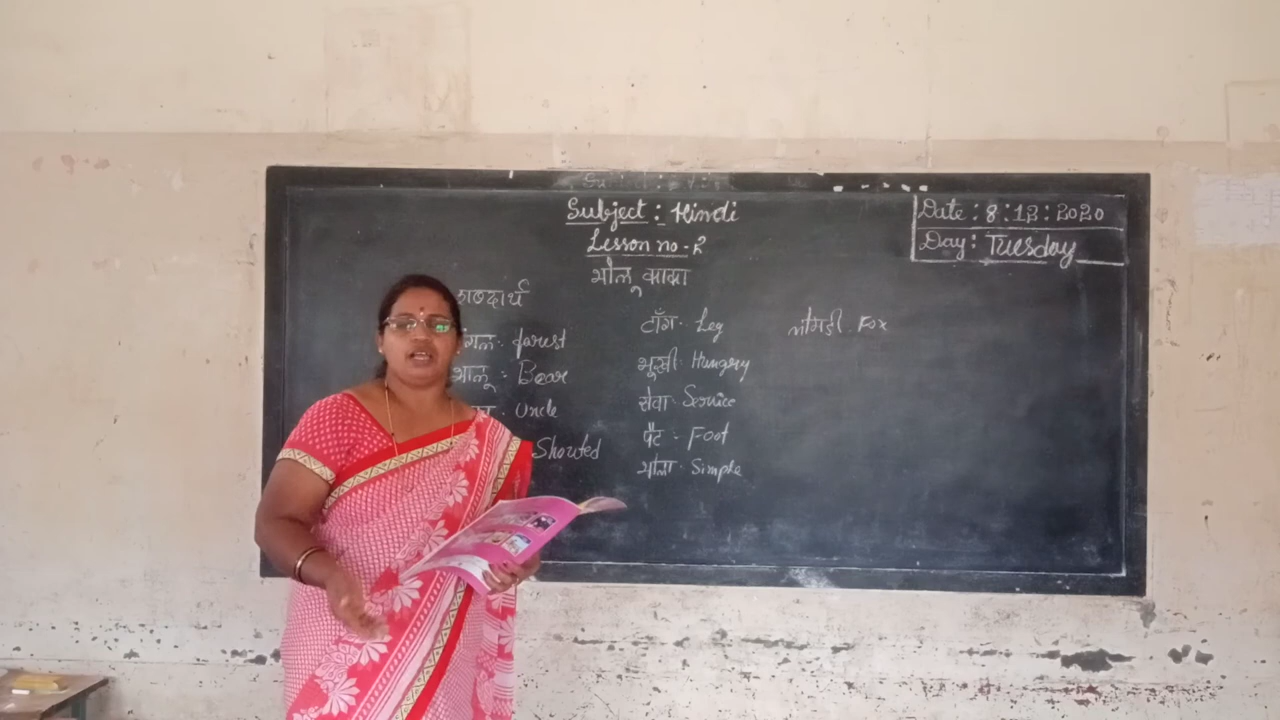 Subject : Hindi
Lesson no - 2
भोलू काका
Date : 8 : 12 : 2020
Day : Tuesday
शब्दार्थ
गल - forest
भालू - Bear
Uncle
Shouted
टाँग - Leg
भूखी - Hungry
सेवा - Service
पैट - Foot
भोला - Simple
लोमडी - Fox